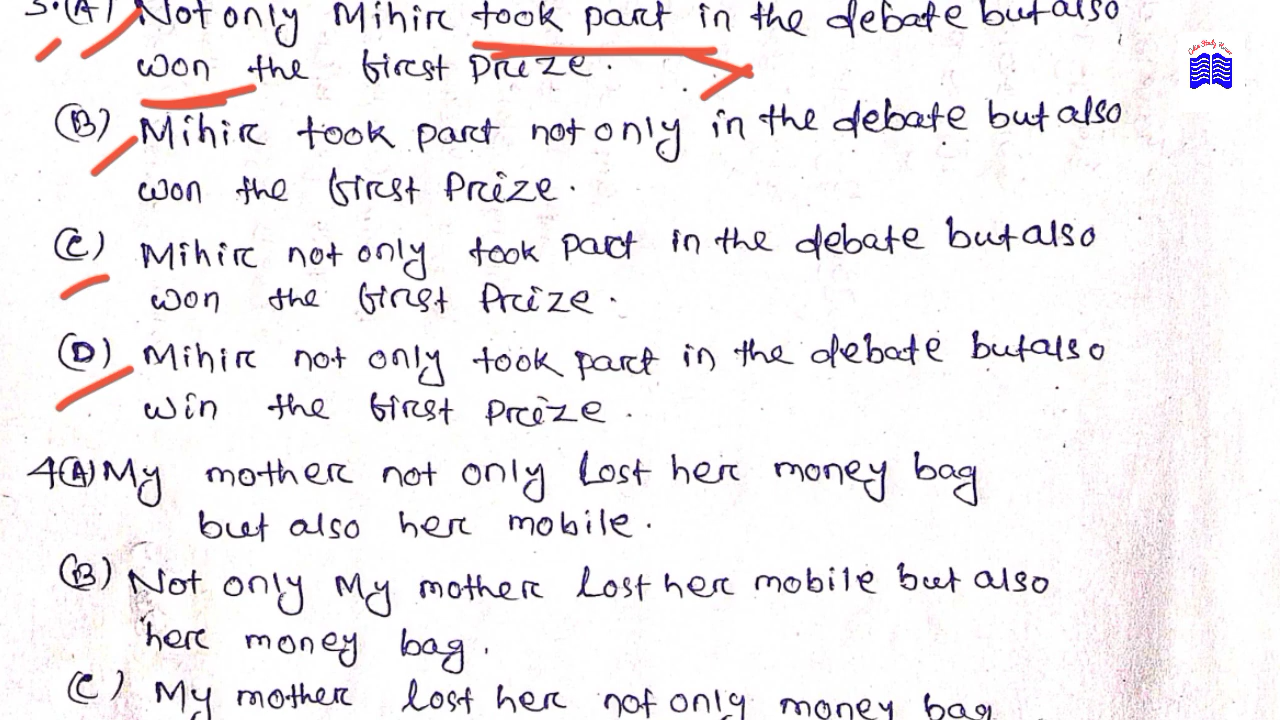 3.(A) Not only Mihir took part in the debate but also
won the first prize.
(B) Mihir took part not only in the debate but also
won the first prize.
(C) Mihir not only took part in the debate but also
won the first prize.
(D) Mihir not only took part in the debate but also
win the first prize.
4(A) My mother not only lost her money bag
but also her mobile.
(B) Not only My mother lost her mobile but also
her money bag.
(C) My mother lost her not only money bag